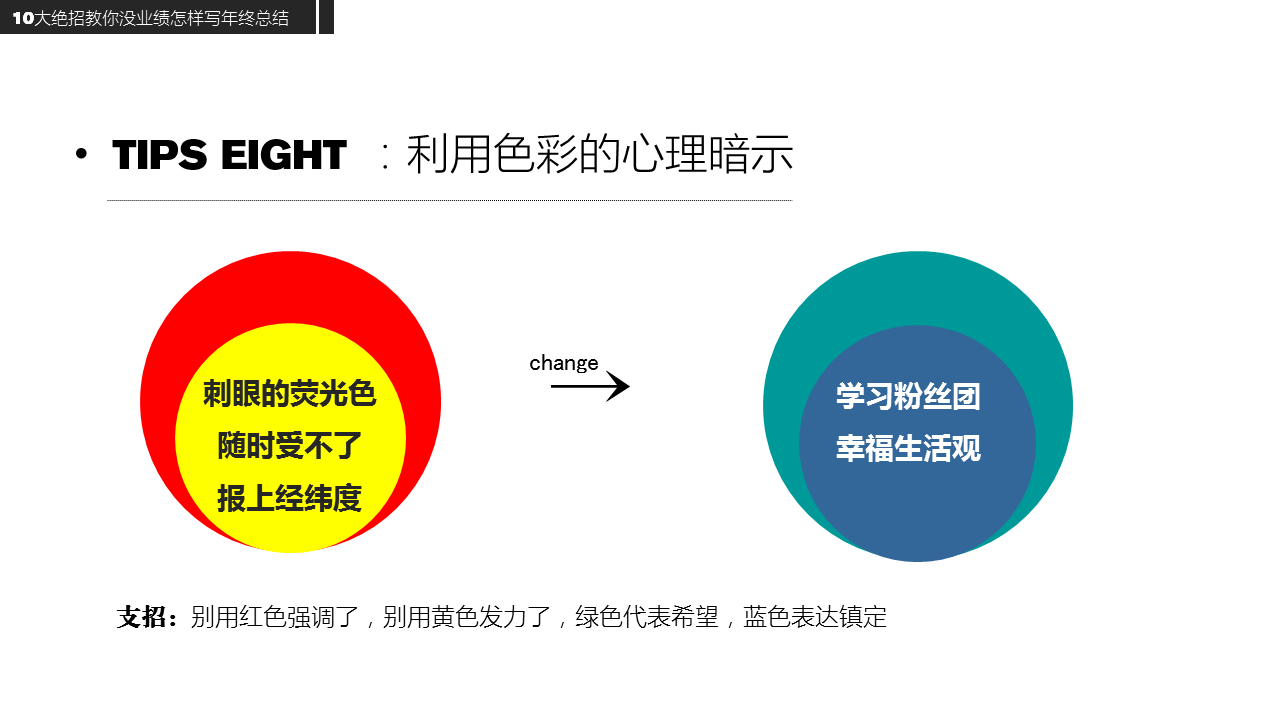 10大绝招教你没业绩怎样写年终总结
• TIPS EIGHT ：利用色彩的心理暗示
刺眼的荧光色
随时受不了
报上经纬度
change
学习粉丝团
幸福生活观
支招：别用红色强调了，别用黄色发力了，绿色代表希望，蓝色表达镇定